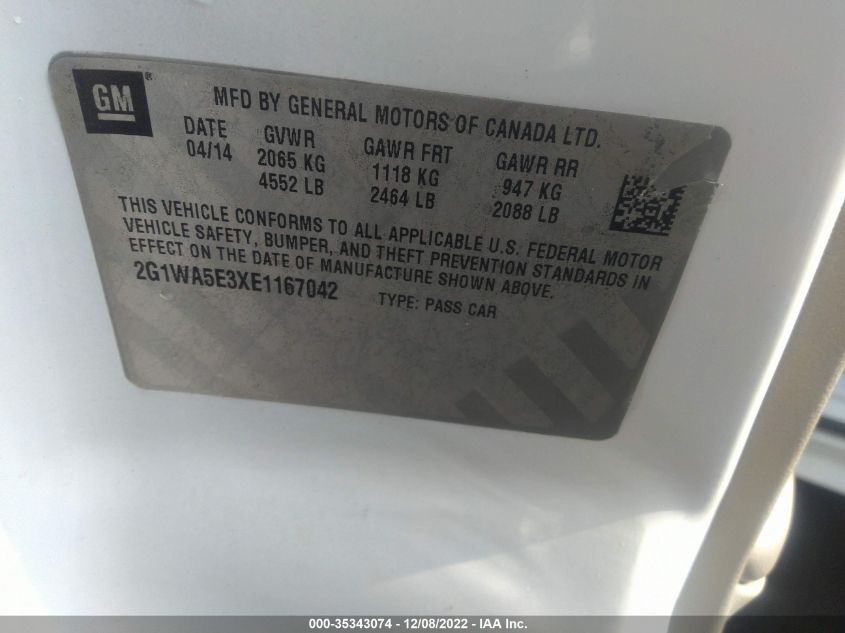 GM ®
MFD BY GENERAL MOTORS OF CANADA LTD.
DATE GVWR GAWR FRT GAWR RR
04/14 2065 KG 1118 KG 947 KG
4552 LB 2464 LB 2088 LB
THIS VEHICLE CONFORMS TO ALL APPLICABLE U.S. FEDERAL MOTOR
VEHICLE SAFETY, BUMPER, AND THEFT PREVENTION STANDARDS IN
EFFECT ON THE DATE OF MANUFACTURE SHOWN ABOVE.
2G1WA5E3XE1167042 TYPE: PASS CAR
000-35343074 - 12/08/2022 - IAA Inc.